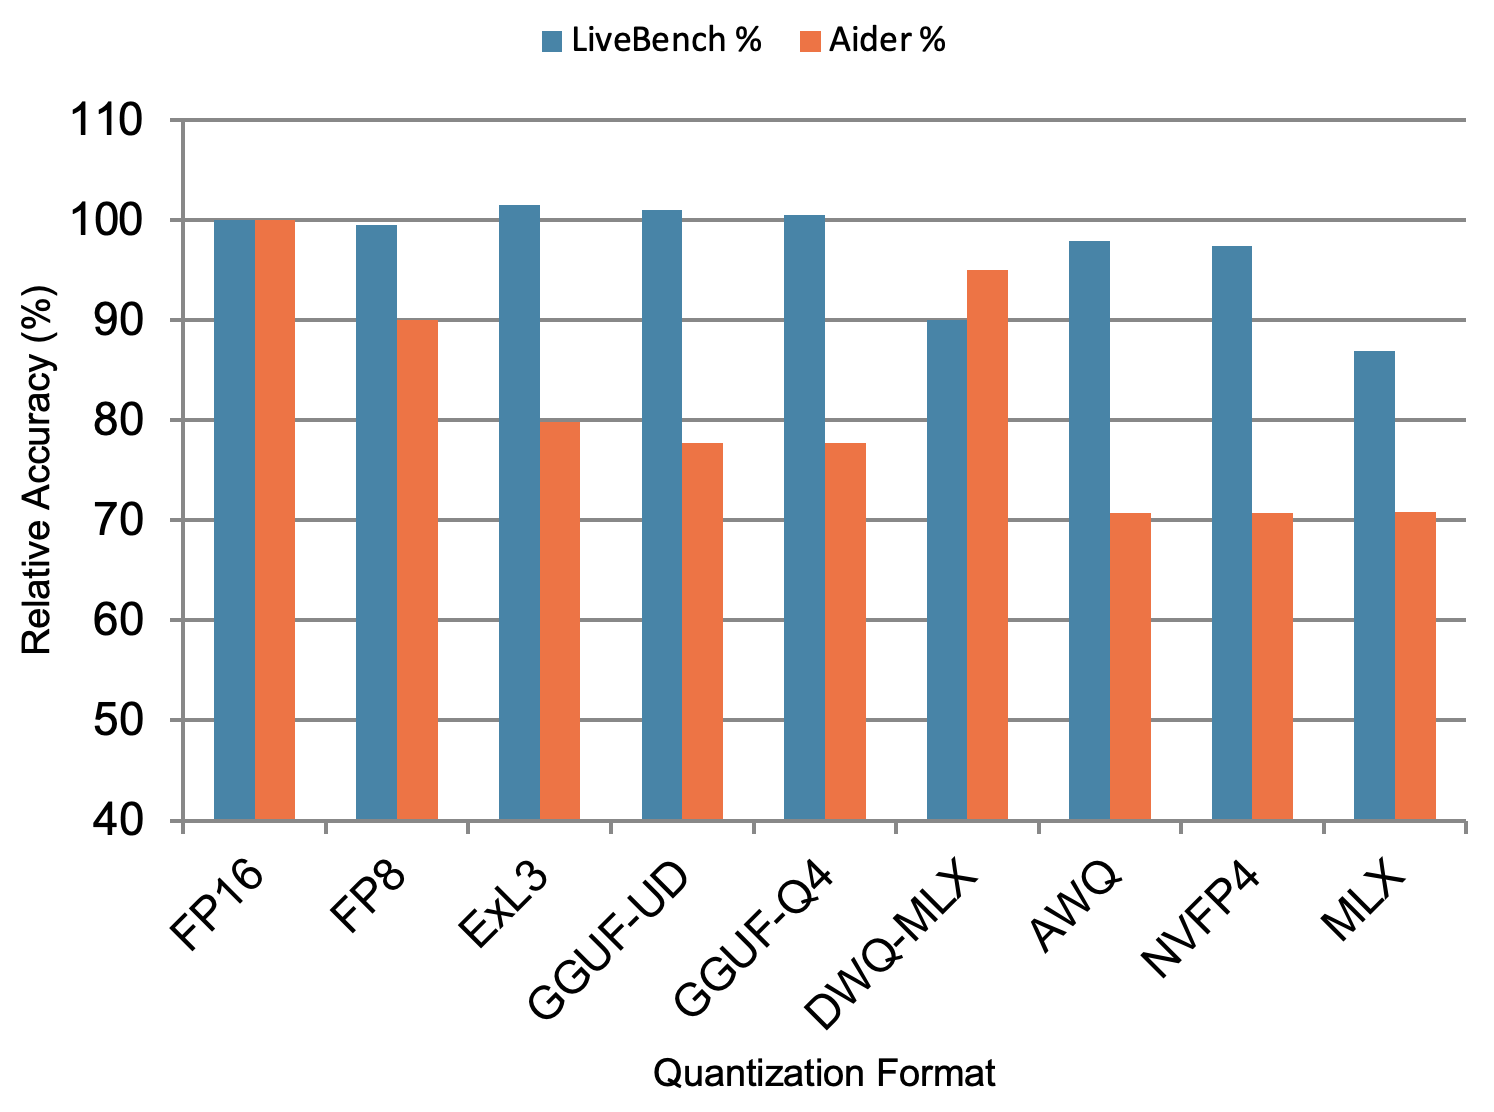 LiveBench % Aider %
110
100
90
80
70
60
50
40
Relative Accuracy (%)
FP16 FP8 ExL3 GGUF-UD GGUF-Q4 DWQ-MLX AWQ NVFP4 MLX
Quantization Format